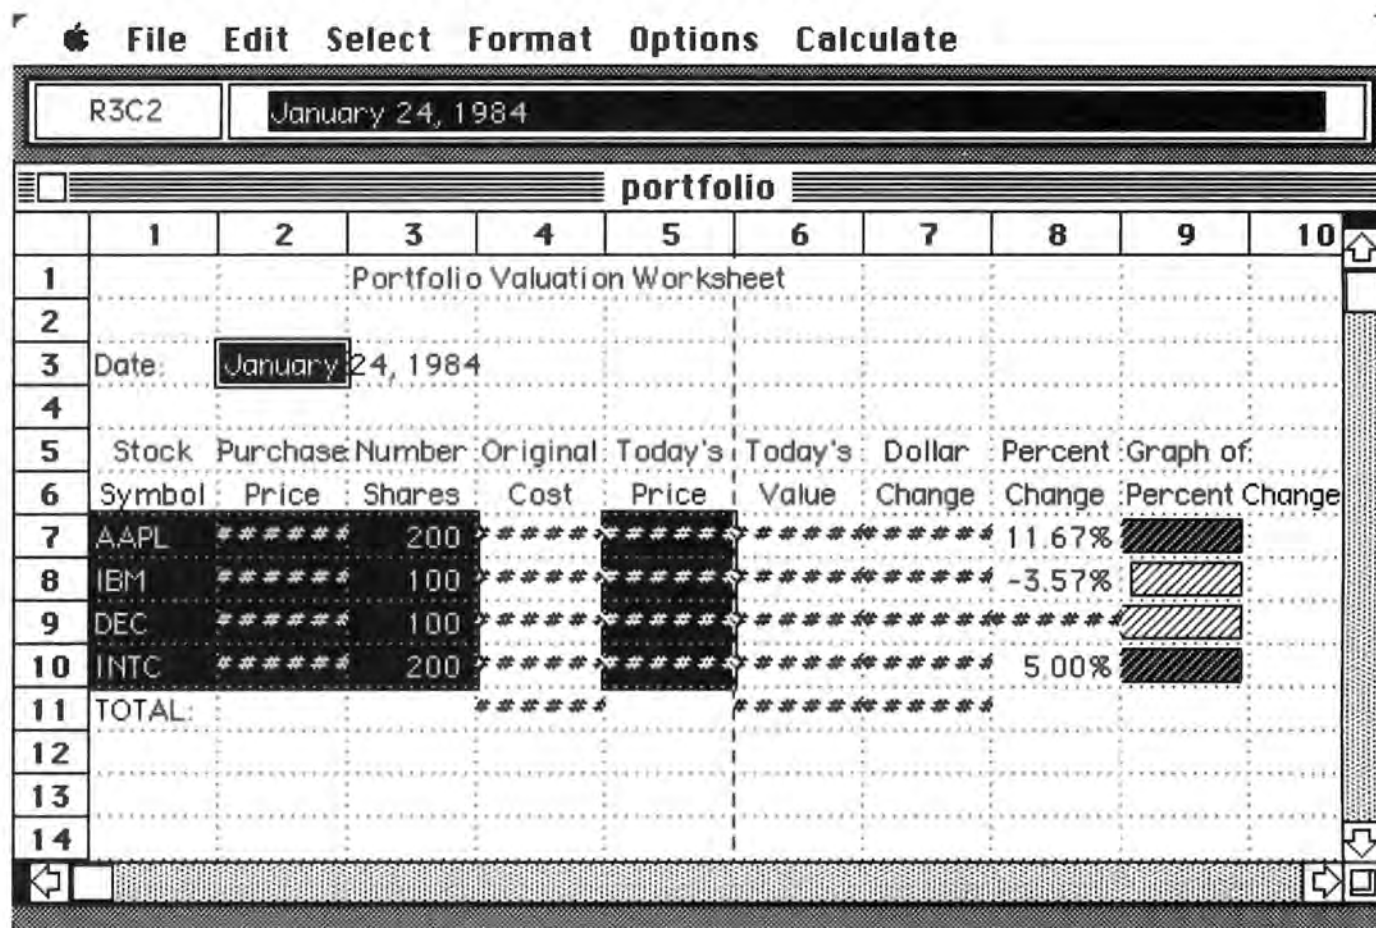 File Edit Select Format Options Calculate
R3C2 January 24, 1984
portfolio
1 2 3 4 5 6 7 8 9 10
1 Portfolio Valuation Worksheet
2
3 Date: January 24, 1984
4
5 Stock Purchase Number Original Today's Today's Dollar Percent Graph of
6 Symbol Price Shares Cost Price Value Change Change Percent Change
7 AAPL ###### 200 ###### ###### ###### ###### 11.67%
8 IBM ###### 100 ###### ###### ###### ###### -3.57%
9 DEC ###### 100 ###### ###### ###### ###### ######
10 INTC ###### 200 ###### ###### ###### ###### 5.00%
11 TOTAL: ###### ###### ######
12
13
14